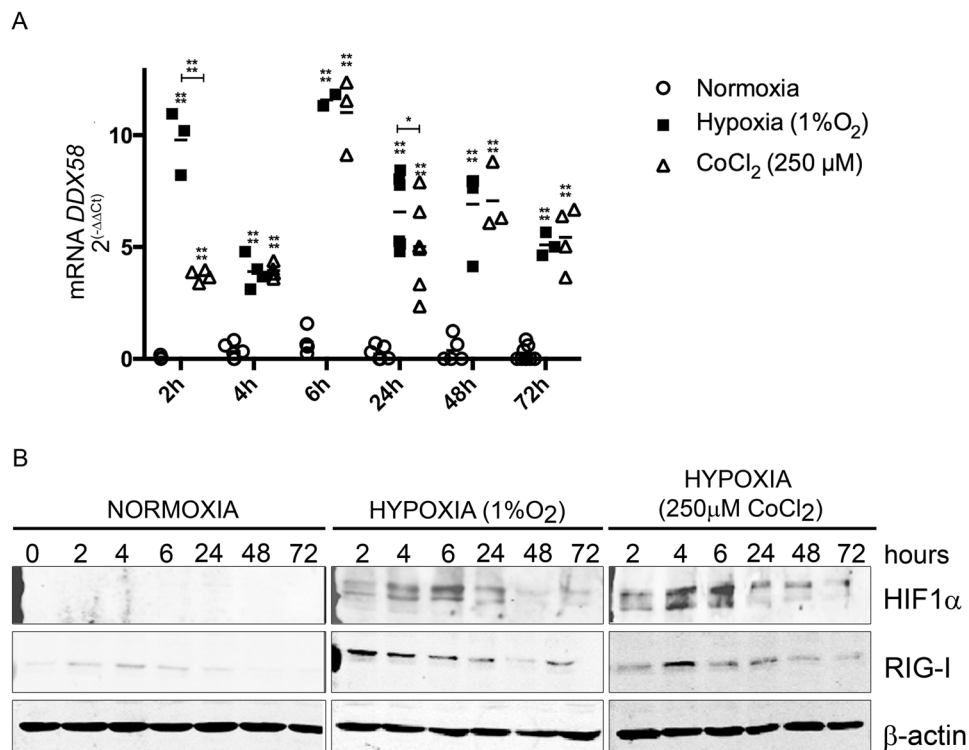 A
** ** ** ** ** ** ** **
** ** ** ** ** ** ** **
10
5
0
mRNA DDX58
2(-ΔΔCt)
*
** ** ** ** ** **
** ** ** ** ** **
2h 4h 6h 24h 48h 72h
Normoxia
Hypoxia (1%O2)
CoCl2 (250 µM)
B
NORMOXIA
HYPOXIA (1%O2)
HYPOXIA
(250µM CoCl2)
0 2 4 6 24 48 72 2 4 6 24 48 72 2 4 6 24 48 72 hours
HIF1α
RIG-I
β-actin